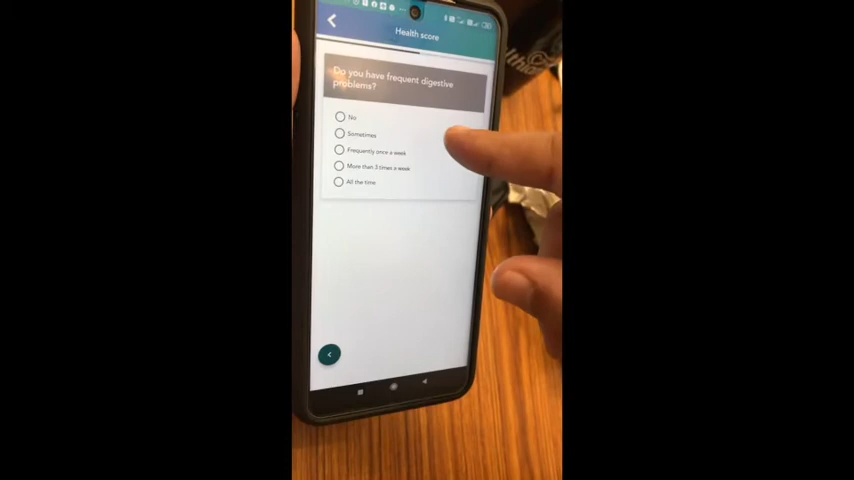 Health score
Do you have frequent digestive
problems?
No
Sometimes
Frequently once a week
More than 3 times a week
All the time